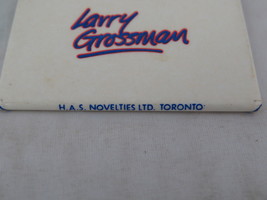 Larry
Grossman
H.A.S. NOVELTIES LTD. TORONTO